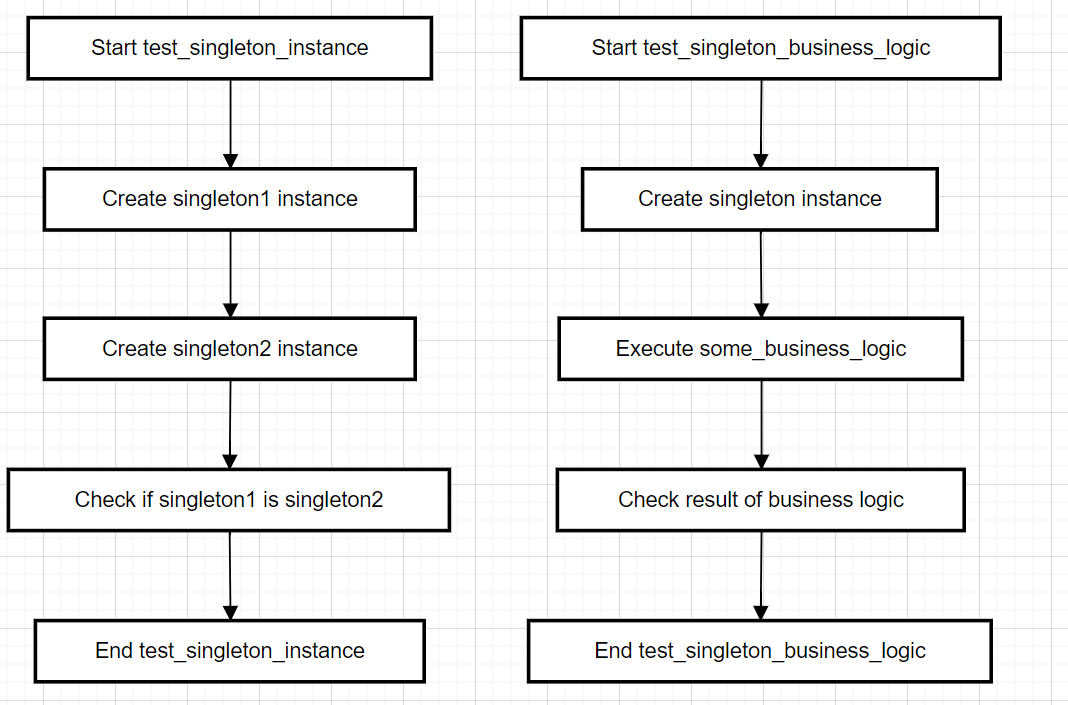 Start test_singleton_instance
Create singleton1 instance
Create singleton2 instance
Check if singleton1 is singleton2
End test_singleton_instance
Start test_singleton_business_logic
Create singleton instance
Execute some_business_logic
Check result of business logic
End test_singleton_business_logic